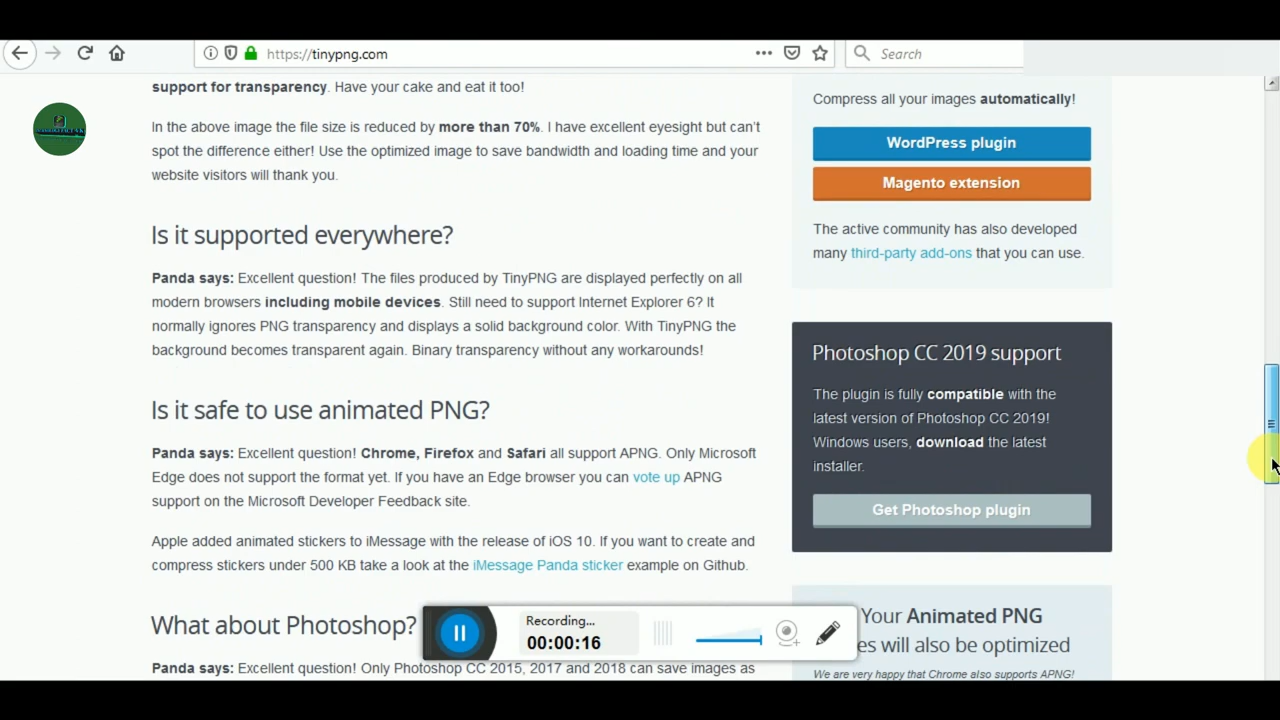 https://tinypng.com
Search
support for transparency. Have your cake and eat it too!
In the above image the file size is reduced by more than 70%. I have excellent eyesight but can't
spot the difference either! Use the optimized image to save bandwidth and loading time and your
website visitors will thank you.
Is it supported everywhere?
Panda says: Excellent question! The files produced by TinyPNG are displayed perfectly on all
modern browsers including mobile devices. Still need to support Internet Explorer 6? It
normally ignores PNG transparency and displays a solid background color. With TinyPNG the
background becomes transparent again. Binary transparency without any workarounds!
Is it safe to use animated PNG?
Panda says: Excellent question! Chrome, Firefox and Safari all support APNG. Only Microsoft
Edge does not support the format yet. If you have an Edge browser you can vote up APNG
support on the Microsoft Developer Feedback site.
Apple added animated stickers to iMessage with the release of iOS 10. If you want to create and
compress stickers under 500 KB take a look at the iMessage Panda sticker example on Github.
What about Photoshop?
Panda says: Excellent question! Only Photoshop CC 2015, 2017 and 2018 can save images as
Compress all your images automatically!
WordPress plugin
Magento extension
The active community has also developed
many third-party add-ons that you can use.
Photoshop CC 2019 support
The plugin is fully compatible with the
latest version of Photoshop CC 2019!
Windows users, download the latest
installer.
Get Photoshop plugin
Your Animated PNG
es will also be optimized
We are very happy that Chrome also supports APNG!
Recording...
00:00:16